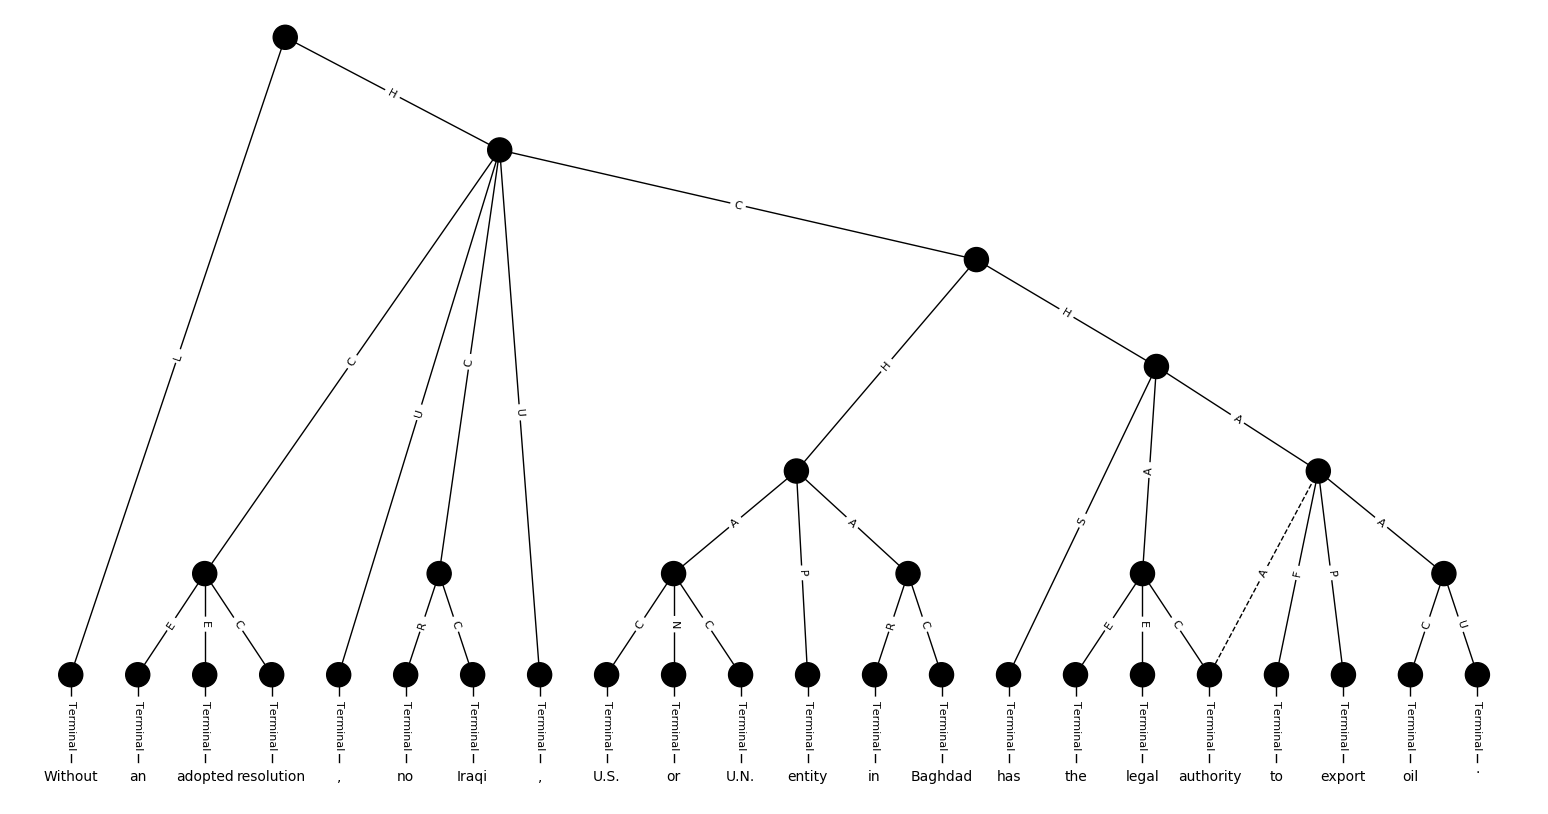 H
C
H
H
L
C
U
C
U
A
S
A
A
P
A
A
F
P
A
E
E
C
R
C
C
N
C
R
C
E
E
C
C
U
Terminal Terminal Terminal Terminal Terminal Terminal Terminal Terminal Terminal Terminal Terminal Terminal Terminal Terminal Terminal Terminal Terminal Terminal Terminal Terminal Terminal Terminal
Without an adopted resolution , no Iraqi , U.S. or U.N. entity in Baghdad has the legal authority to export oil .